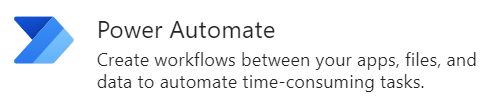 Power Automate
Create workflows between your apps, files, and
data to automate time-consuming tasks.